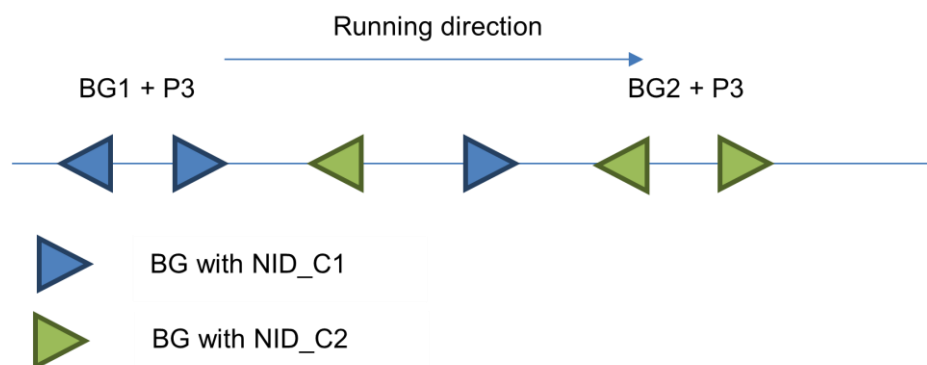 Running direction
BG1 + P3
BG2 + P3
BG with NID_C1
BG with NID_C2